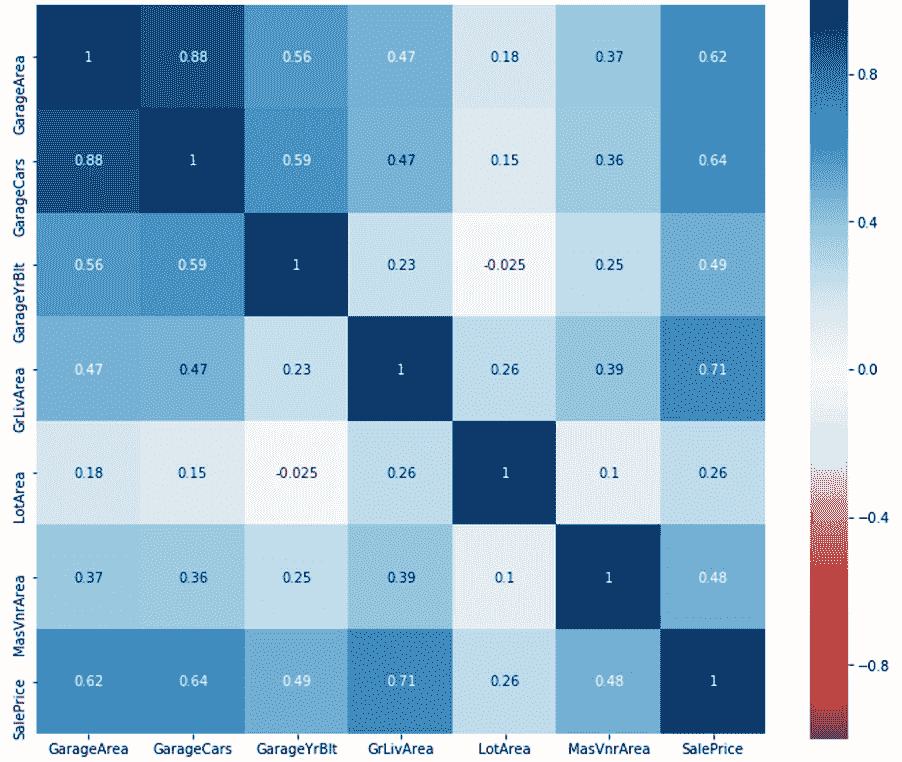 GarageArea 1 0.88 0.56 0.47 0.18 0.37 0.62
GarageCars 0.88 1 0.59 0.47 0.15 0.36 0.64
GarageYrBlt 0.56 0.59 1 0.23 -0.025 0.25 0.49
GrLivArea 0.47 0.47 0.23 1 0.26 0.39 0.71
LotArea 0.18 0.15 -0.025 0.26 1 0.1 0.26
MasVnrArea 0.37 0.36 0.25 0.39 0.1 1 0.48
SalePrice 0.62 0.64 0.49 0.71 0.26 0.48 1
GarageArea GarageCars GarageYrBlt GrLivArea LotArea MasVnrArea SalePrice
0.8
0.4
0.0
−0.4
−0.8